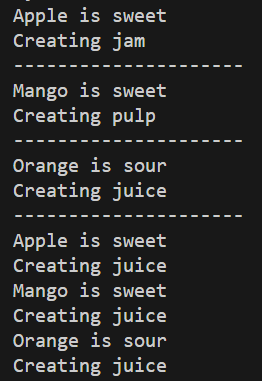 Apple is sweet
Creating jam
---------------------
Mango is sweet
Creating pulp
---------------------
Orange is sour
Creating juice
---------------------
Apple is sweet
Creating juice
Mango is sweet
Creating juice
Orange is sour
Creating juice